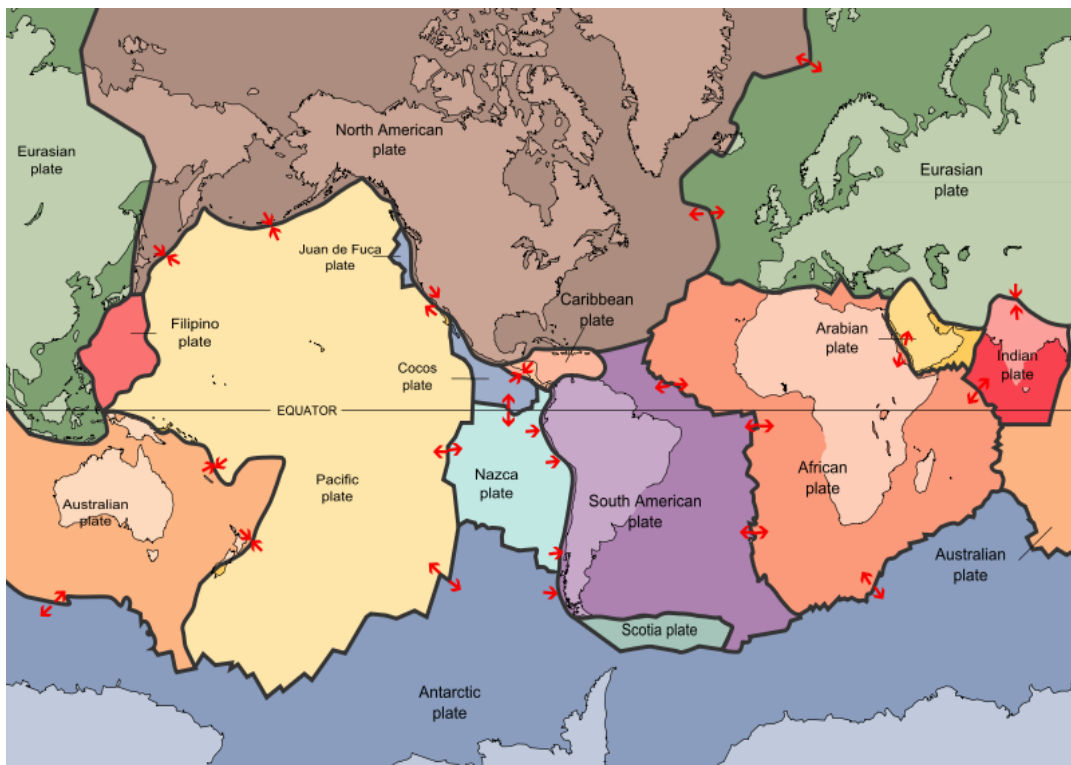 North American
plate
Eurasian
plate
Eurasian
plate
Juan de Fuca
plate
Caribbean
plate
Filipino
plate
Arabian
plate
Indian
plate
Cocos
plate
EQUATOR
Pacific
plate
Nazca
plate
African
plate
South American
plate
Australian
plate
Australian
plate
Scotia plate
Antarctic
plate